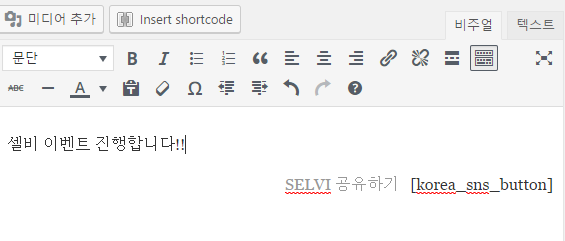 미디어 추가 Insert shortcode
비주얼 텍스트
문단 B I
ABC A
셀비 이벤트 진행합니다!!
SELVI 공유하기 [korea_sns_button]